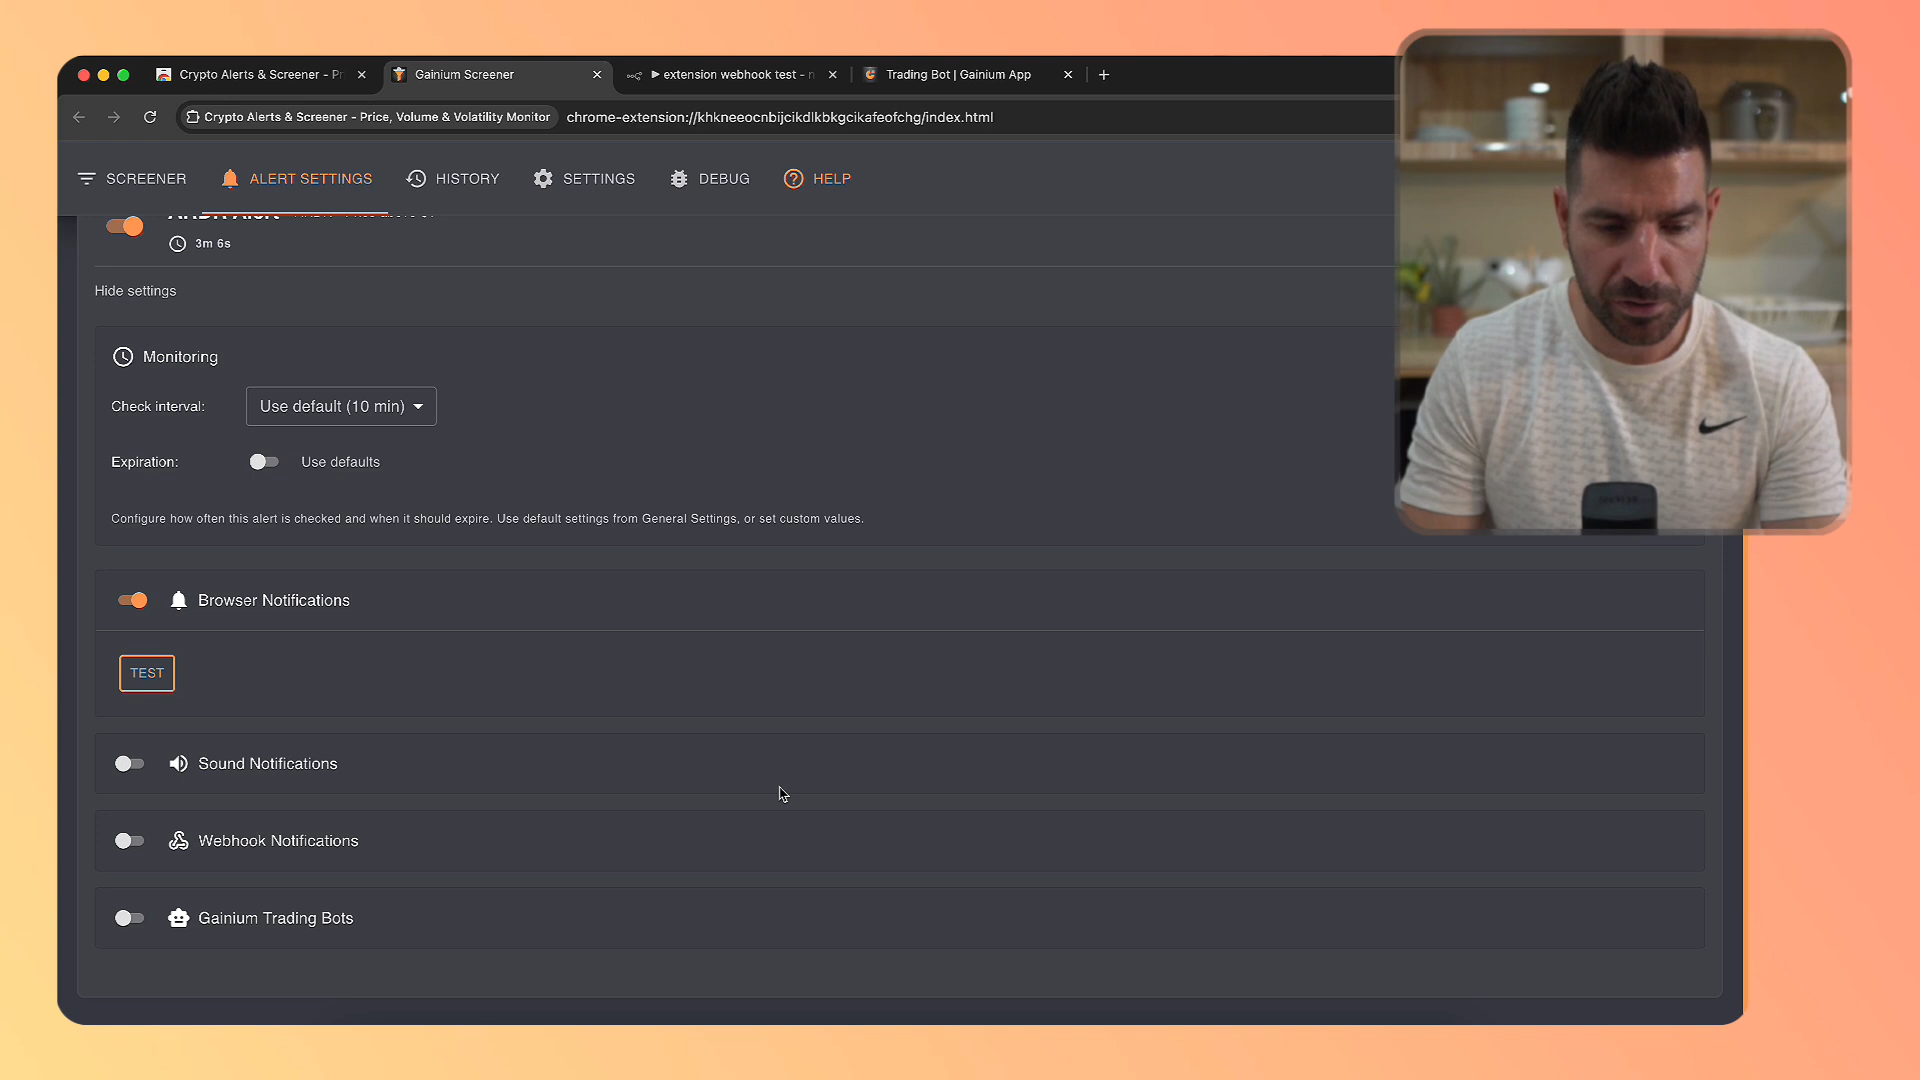 Crypto Alerts & Screener - Pr
Gainium Screener
extension webhook test - n
Trading Bot | Gainium App
Crypto Alerts & Screener - Price, Volume & Volatility Monitor
chrome-extension://khkneeocnbijcikdlkbkgcikafeofchg/index.html
SCREENER
ALERT SETTINGS
HISTORY
SETTINGS
DEBUG
HELP
3m 6s
Hide settings
Monitoring
Check interval:
Use default (10 min)
Expiration:
Use defaults
Configure how often this alert is checked and when it should expire. Use default settings from General Settings, or set custom values.
Browser Notifications
TEST
Sound Notifications
Webhook Notifications
Gainium Trading Bots